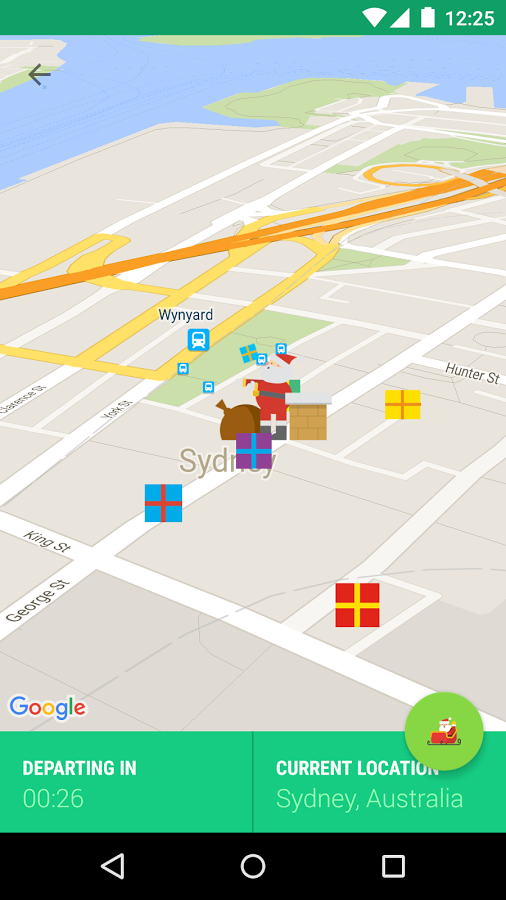 12:25
Wynyard
Hunter St
Clarence St
York St
Sydney
King St
George St
Google
DEPARTING IN
00:26
CURRENT LOCATION
Sydney, Australia